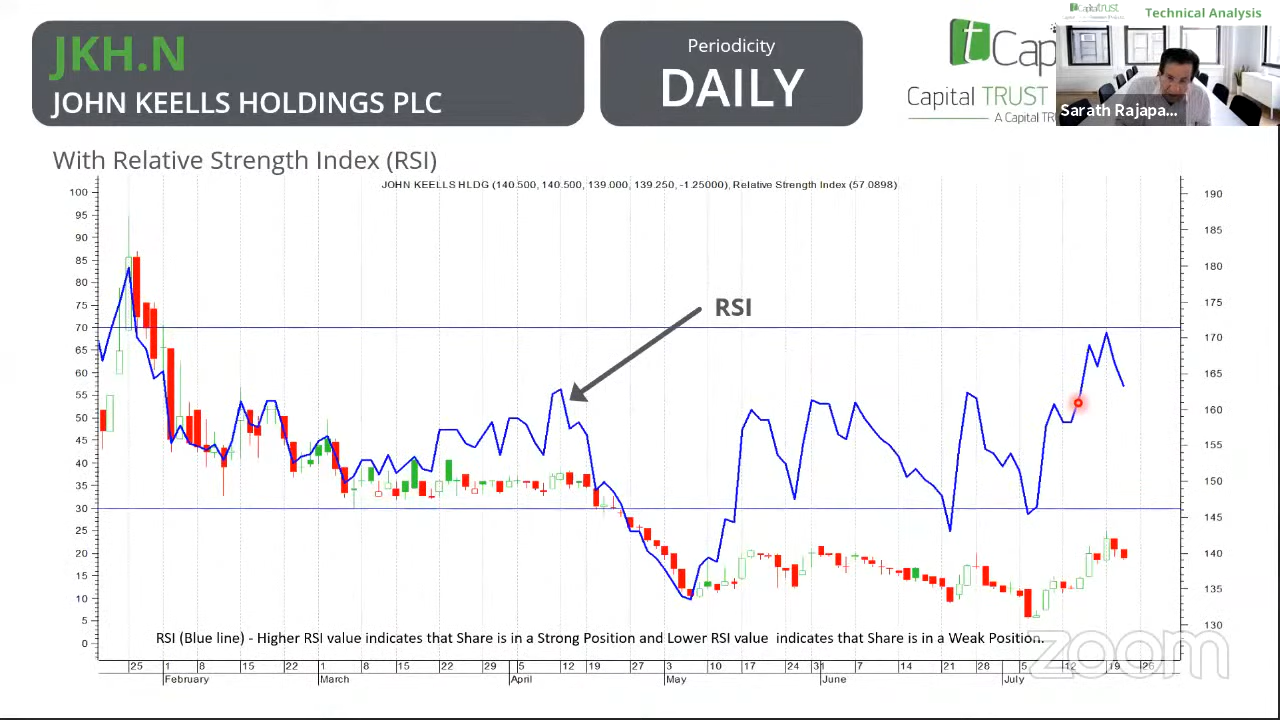 JKH.N
JOHN KEELLS HOLDINGS PLC
Periodicity
DAILY
tCap
Capital TRUST
A Capital TR
Technical Analysis
Sarath Rajapa...
With Relative Strength Index (RSI)
JOHN KEELLS HLDG (140.500, 140.500, 139.000, 139.250, -1.25000), Relative Strength Index (57.0898)
100
95
90
85
80
75
70
65
60
55
50
45
40
35
30
25
20
15
10
5
0
RSI
190
185
180
175
170
165
160
155
150
145
140
135
130
RSI (Blue line) - Higher RSI value indicates that Share is in a Strong Position and Lower RSI value indicates that Share is in a Weak Position.
zoom
25 1 8 15 22 1 8 15 22 29 5 12 19 27 3 10 17 24 31 7 14 21 28 5 12 19 26
February March April May June July